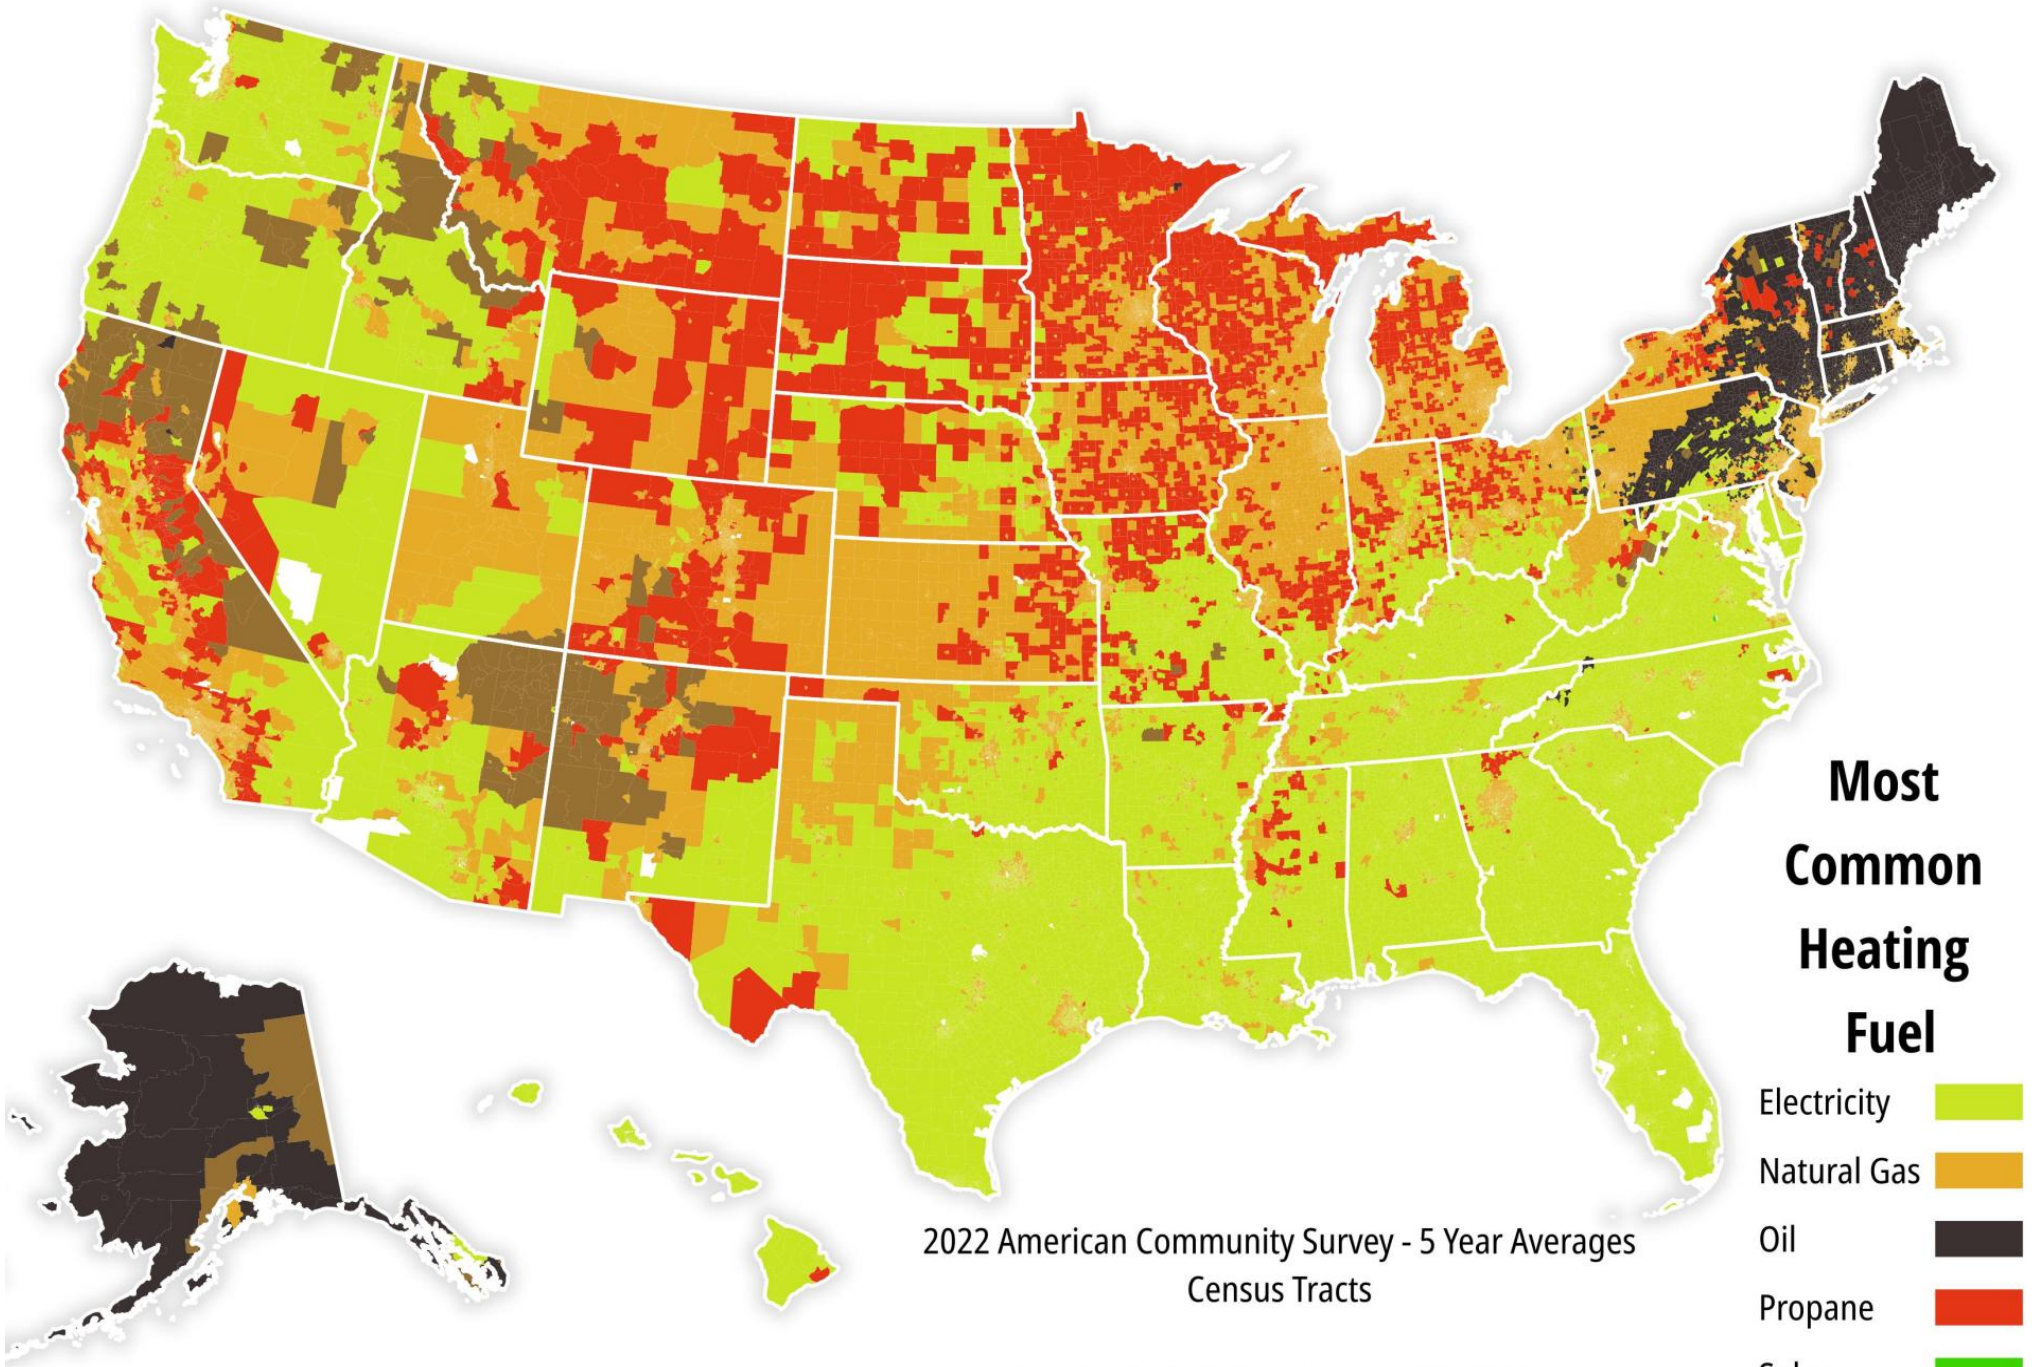 Most
Common
Heating
Fuel
Electricity
Natural Gas
Oil
Propane
2022 American Community Survey - 5 Year Averages
Census Tracts